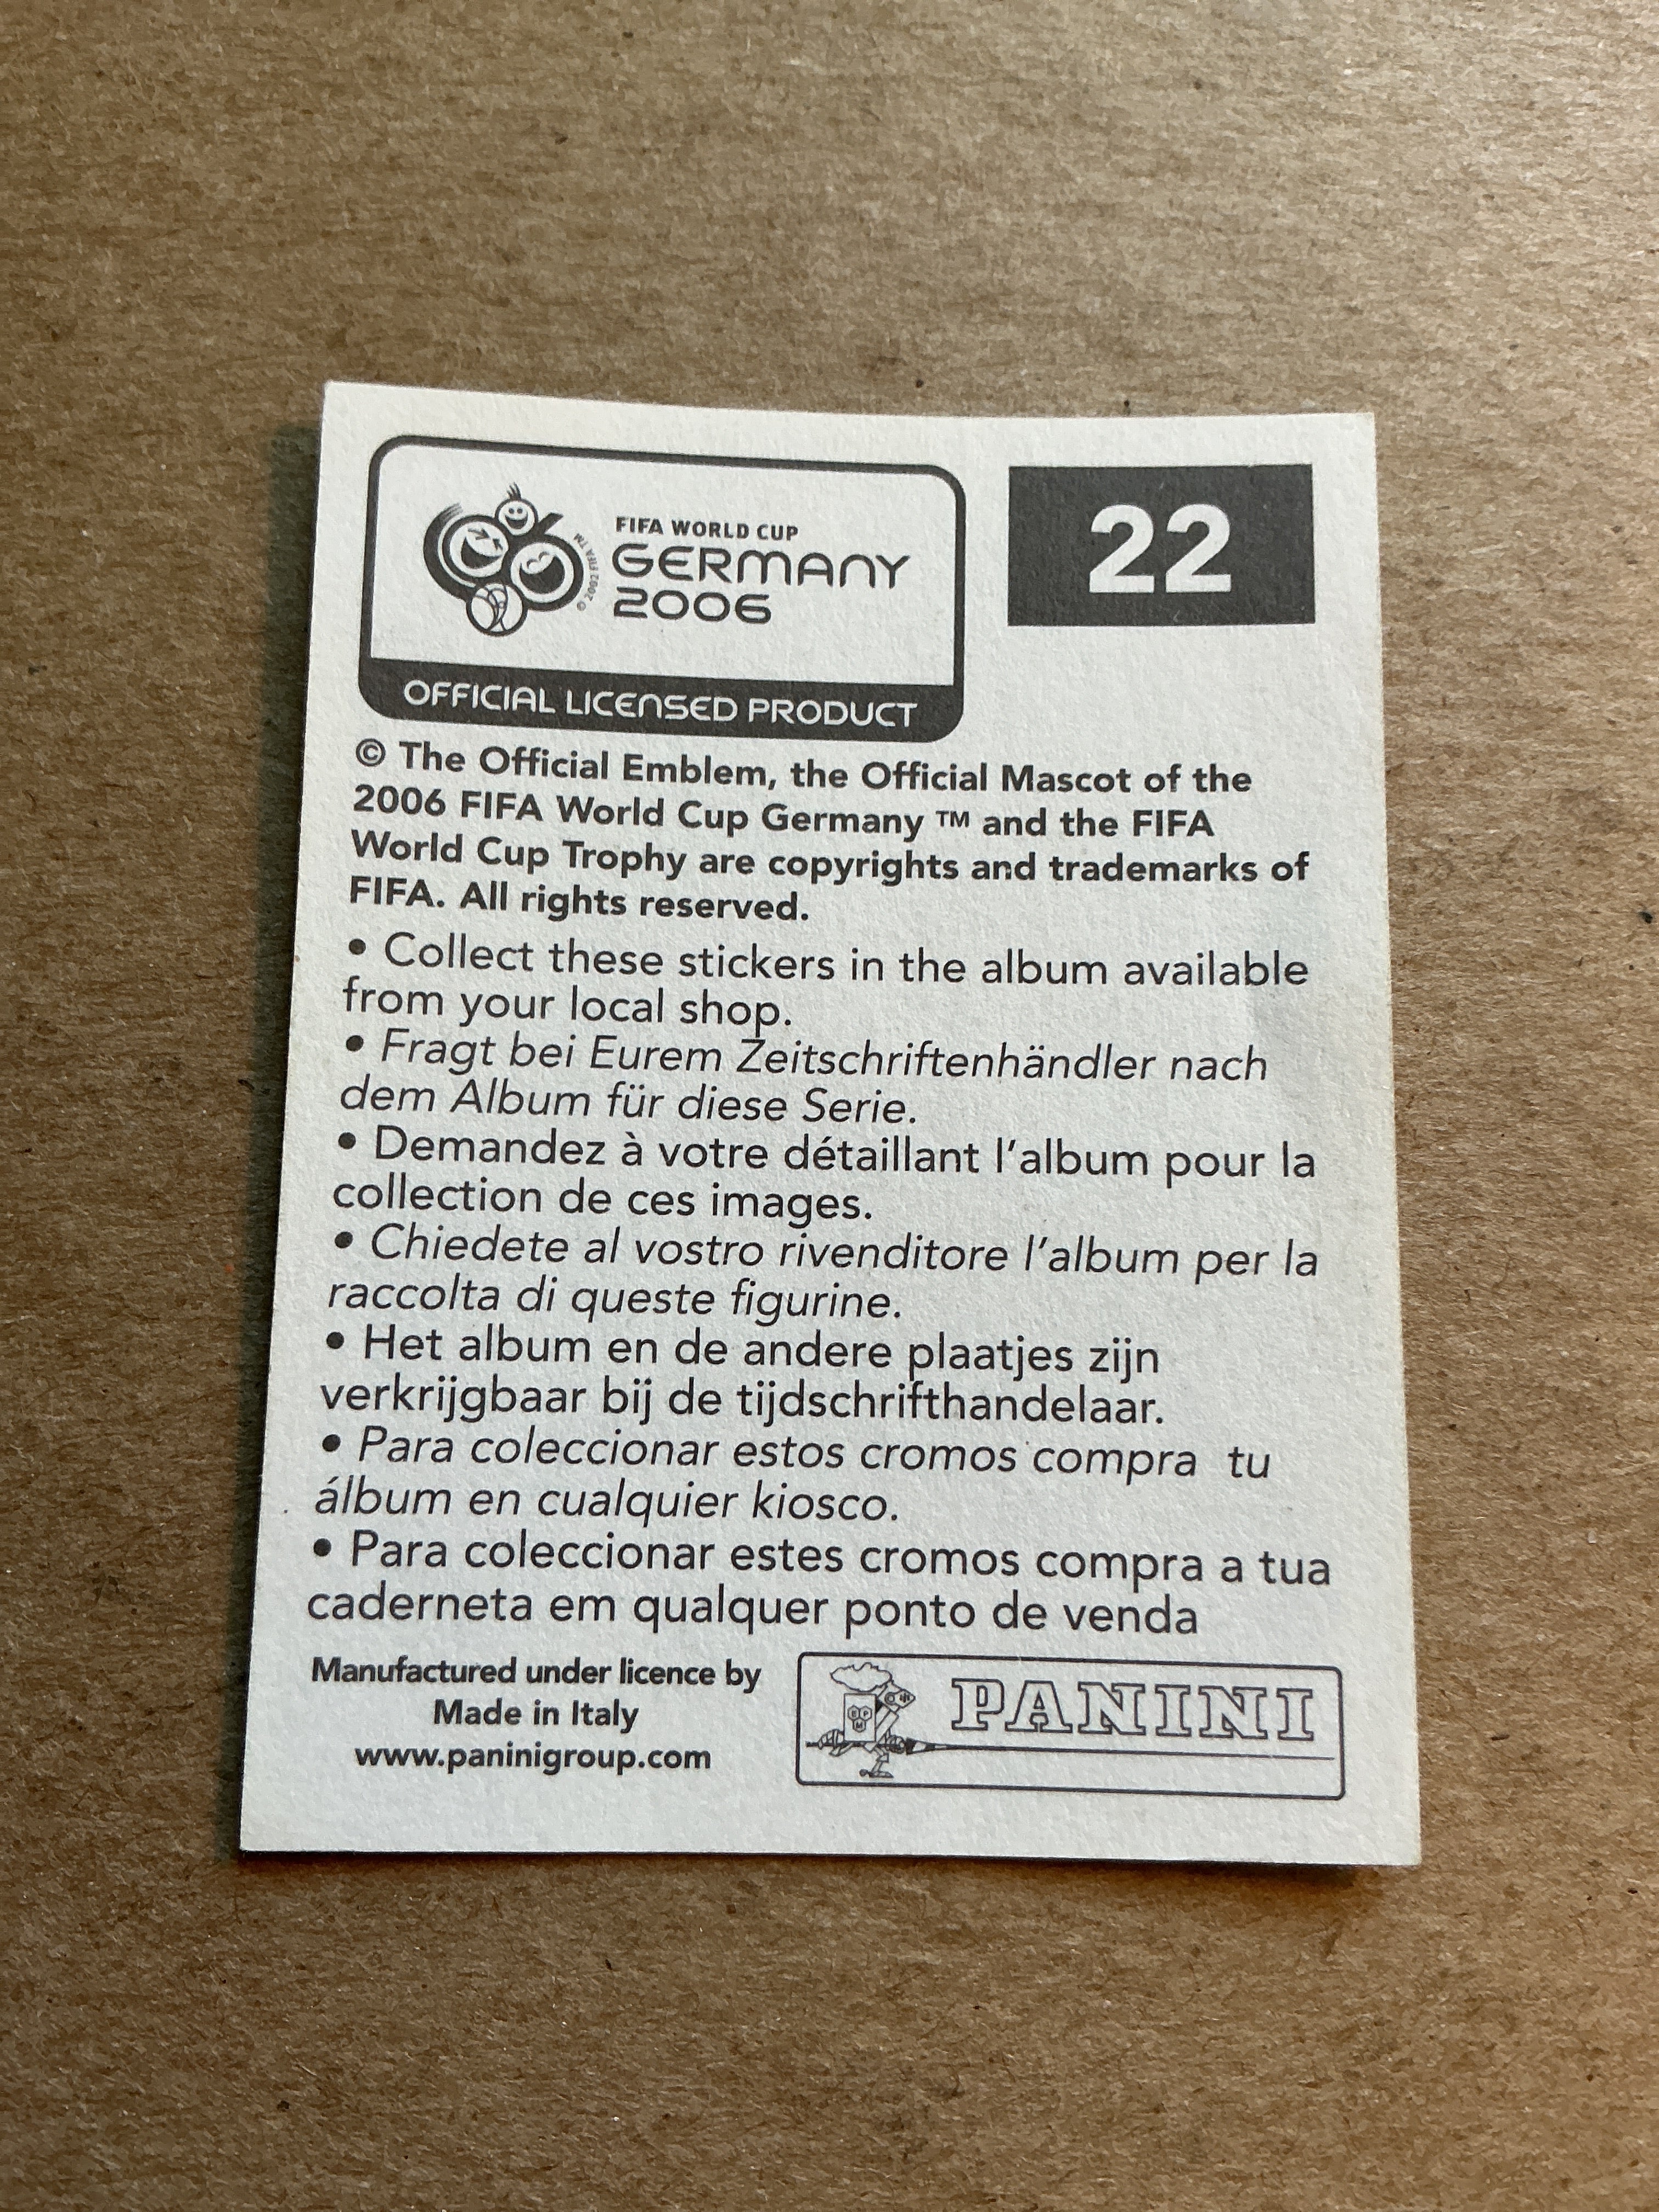 FIFA WORLD CUP
GERMANY
2006
© 2002 FIFA TM
OFFICIAL LICENSED PRODUCT
22
© The Official Emblem, the Official Mascot of the
2006 FIFA World Cup Germany ™ and the FIFA
World Cup Trophy are copyrights and trademarks of
FIFA. All rights reserved.
• Collect these stickers in the album available
from your local shop.
• Fragt bei Eurem Zeitschriftenhändler nach
dem Album für diese Serie.
• Demandez à votre détaillant l'album pour la
collection de ces images.
• Chiedete al vostro rivenditore l'album per la
raccolta di queste figurine.
• Het album en de andere plaatjes zijn
verkrijgbaar bij de tijdschrifthandelaar.
• Para coleccionar estos cromos compra tu
álbum en cualquier kiosco.
• Para coleccionar estes cromos compra a tua
caderneta em qualquer ponto de venda
Manufactured under licence by
Made in Italy
www.paninigroup.com
PANINI